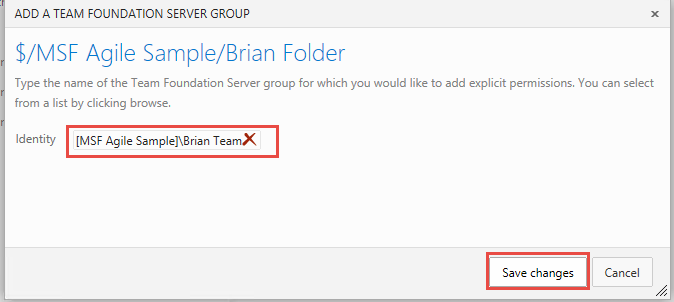 ADD A TEAM FOUNDATION SERVER GROUP
$/MSF Agile Sample/Brian Folder
Type the name of the Team Foundation Server group for which you would like to add explicit permissions. You can select
from a list by clicking browse.
Identity [MSF Agile Sample]\Brian Team
Save changes Cancel